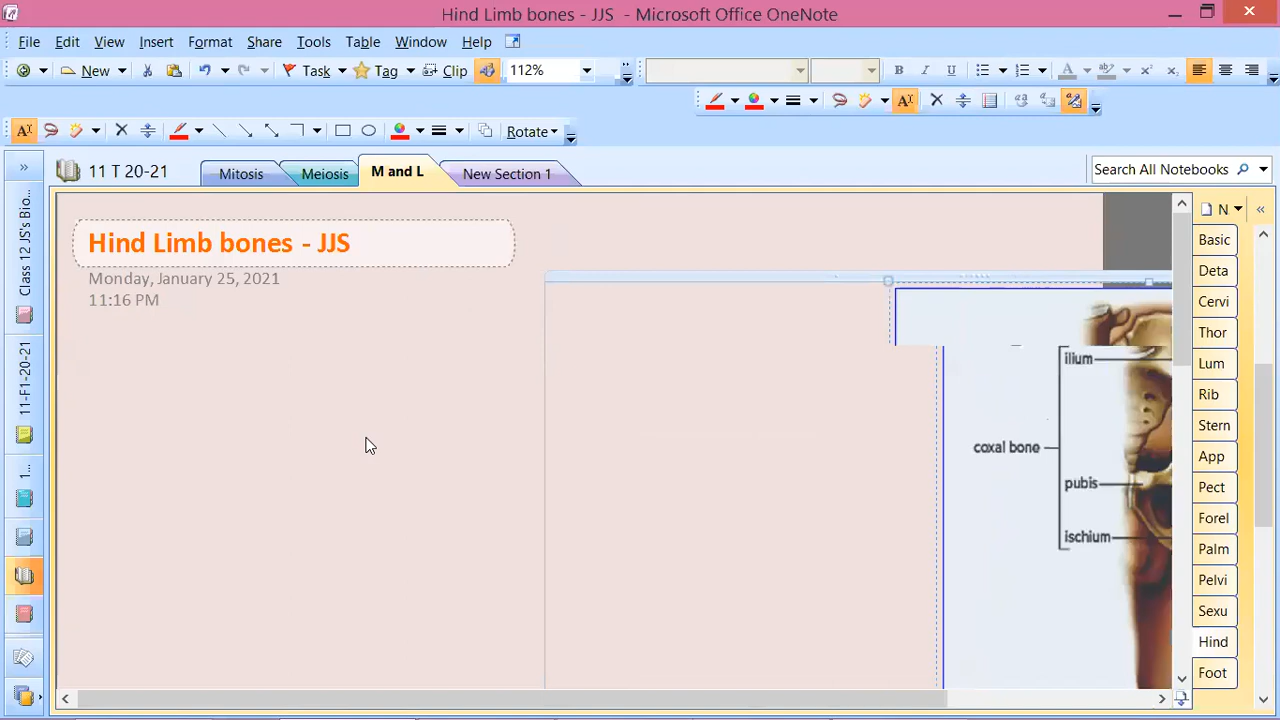 Hind Limb bones - JJS - Microsoft Office OneNote
File Edit View Insert Format Share Tools Table Window Help
New Task Tag Clip 112% B I U
Rotate
11 T 20-21 Mitosis Meiosis M and L New Section 1 Search All Notebooks
Class 12 JJS's Bio...
11-F1-20-21
1...
Hind Limb bones - JJS
Monday, January 25, 2021
11:16 PM
ilium
coxal bone
pubis
ischium
N
Basic
Deta
Cervi
Thor
Lum
Rib
Stern
App
Pect
Forel
Palm
Pelvi
Sexu
Hind
Foot